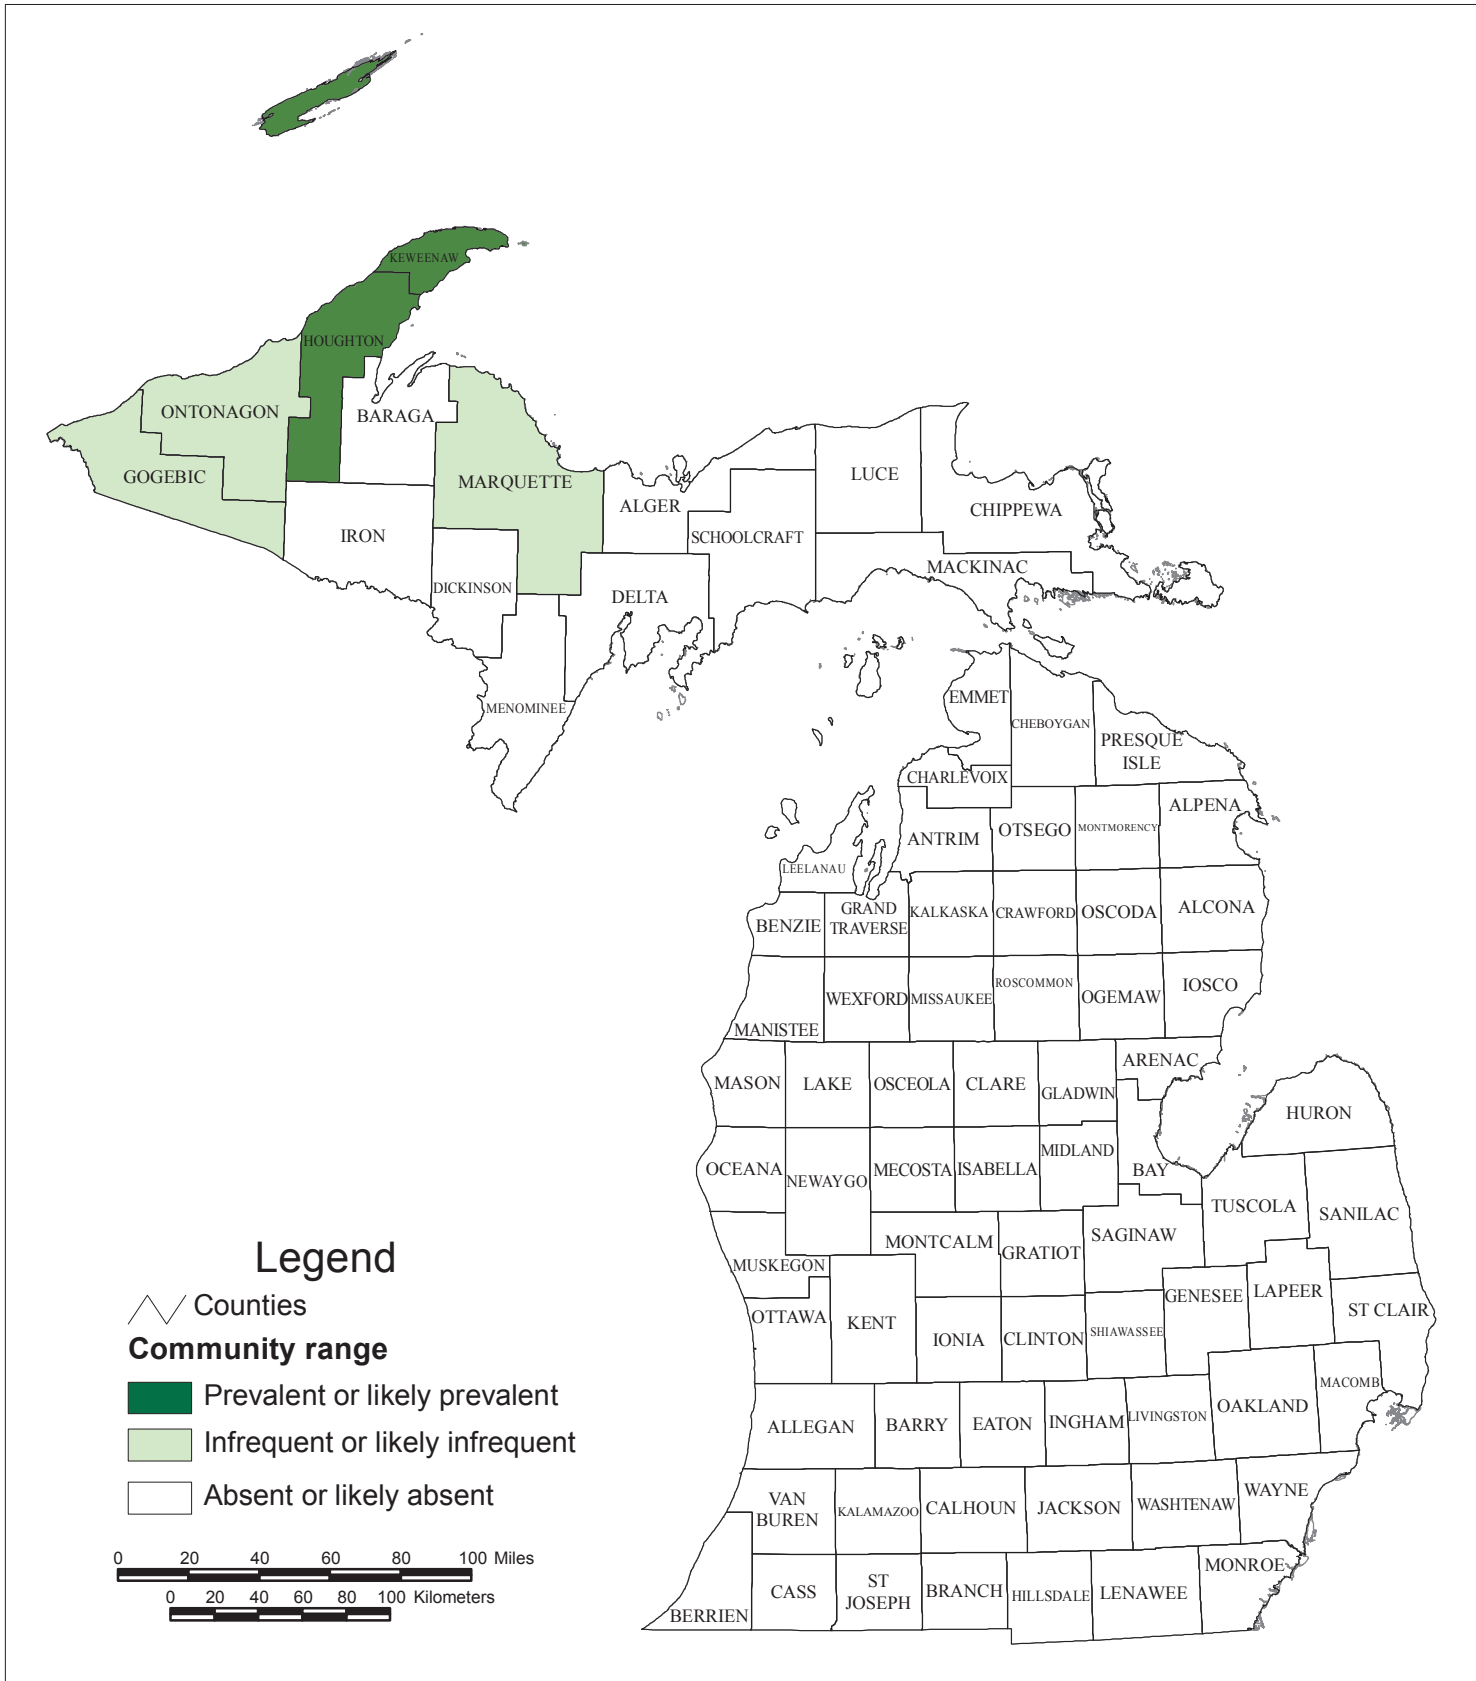 KEWEENAW
HOUGHTON
ONTONAGON
BARAGA
GOGEBIC
MARQUETTE
LUCE
ALGER
CHIPPEWA
IRON
SCHOOLCRAFT
MACKINAC
DICKINSON
DELTA
MENOMINEE
EMMET
CHEBOYGAN
PRESQUE
ISLE
CHARLEVOIX
ALPENA
ANTRIM
OTSEGO
MONTMORENCY
LEELANAU
BENZIE
GRAND
TRAVERSE
KALKASKA
CRAWFORD
OSCODA
ALCONA
MANISTEE
WEXFORD
MISSAUKEE
ROSCOMMON
OGEMAW
IOSCO
ARENAC
MASON
LAKE
OSCEOLA
CLARE
GLADWIN
HURON
OCEANA
NEWAYGO
MECOSTA
ISABELLA
MIDLAND
BAY
TUSCOLA
SANILAC
MUSKEGON
MONTCALM
GRATIOT
SAGINAW
GENESEE
LAPEER
ST CLAIR
OTTAWA
KENT
IONIA
CLINTON
SHIAWASSEE
OAKLAND
MACOMB
ALLEGAN
BARRY
EATON
INGHAM
LIVINGSTON
VAN
BUREN
KALAMAZOO
CALHOUN
JACKSON
WASHTENAW
WAYNE
BERRIEN
CASS
ST
JOSEPH
BRANCH
HILLSDALE
LENAWEE
MONROE
Legend
Counties
Community range
Prevalent or likely prevalent
Infrequent or likely infrequent
Absent or likely absent
0 20 40 60 80 100 Miles
0 20 40 60 80 100 Kilometers